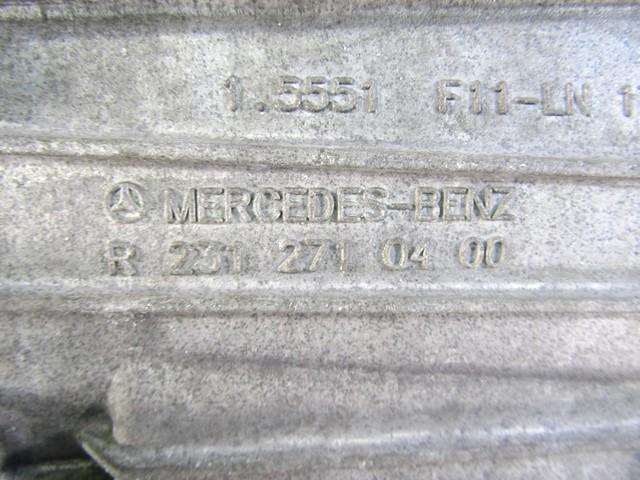 1.5551 F11-LN
MERCEDES-BENZ
R 231 271 04 00